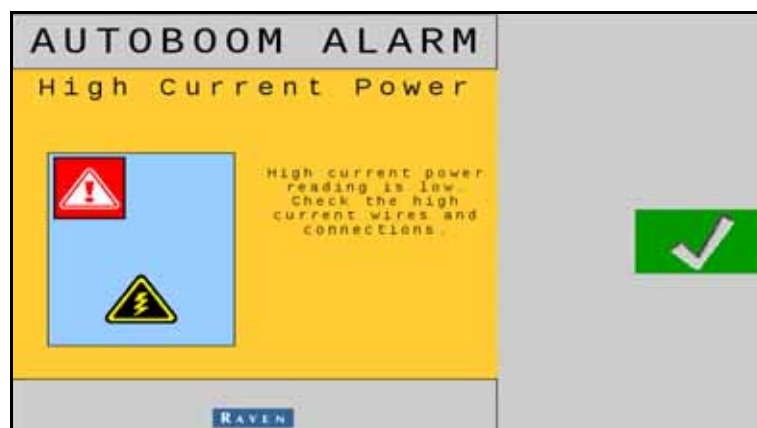 AUTOBOOM ALARM
High Current Power
High current power
reading is low.
Check the high
current wires and
connections.
RAVEN